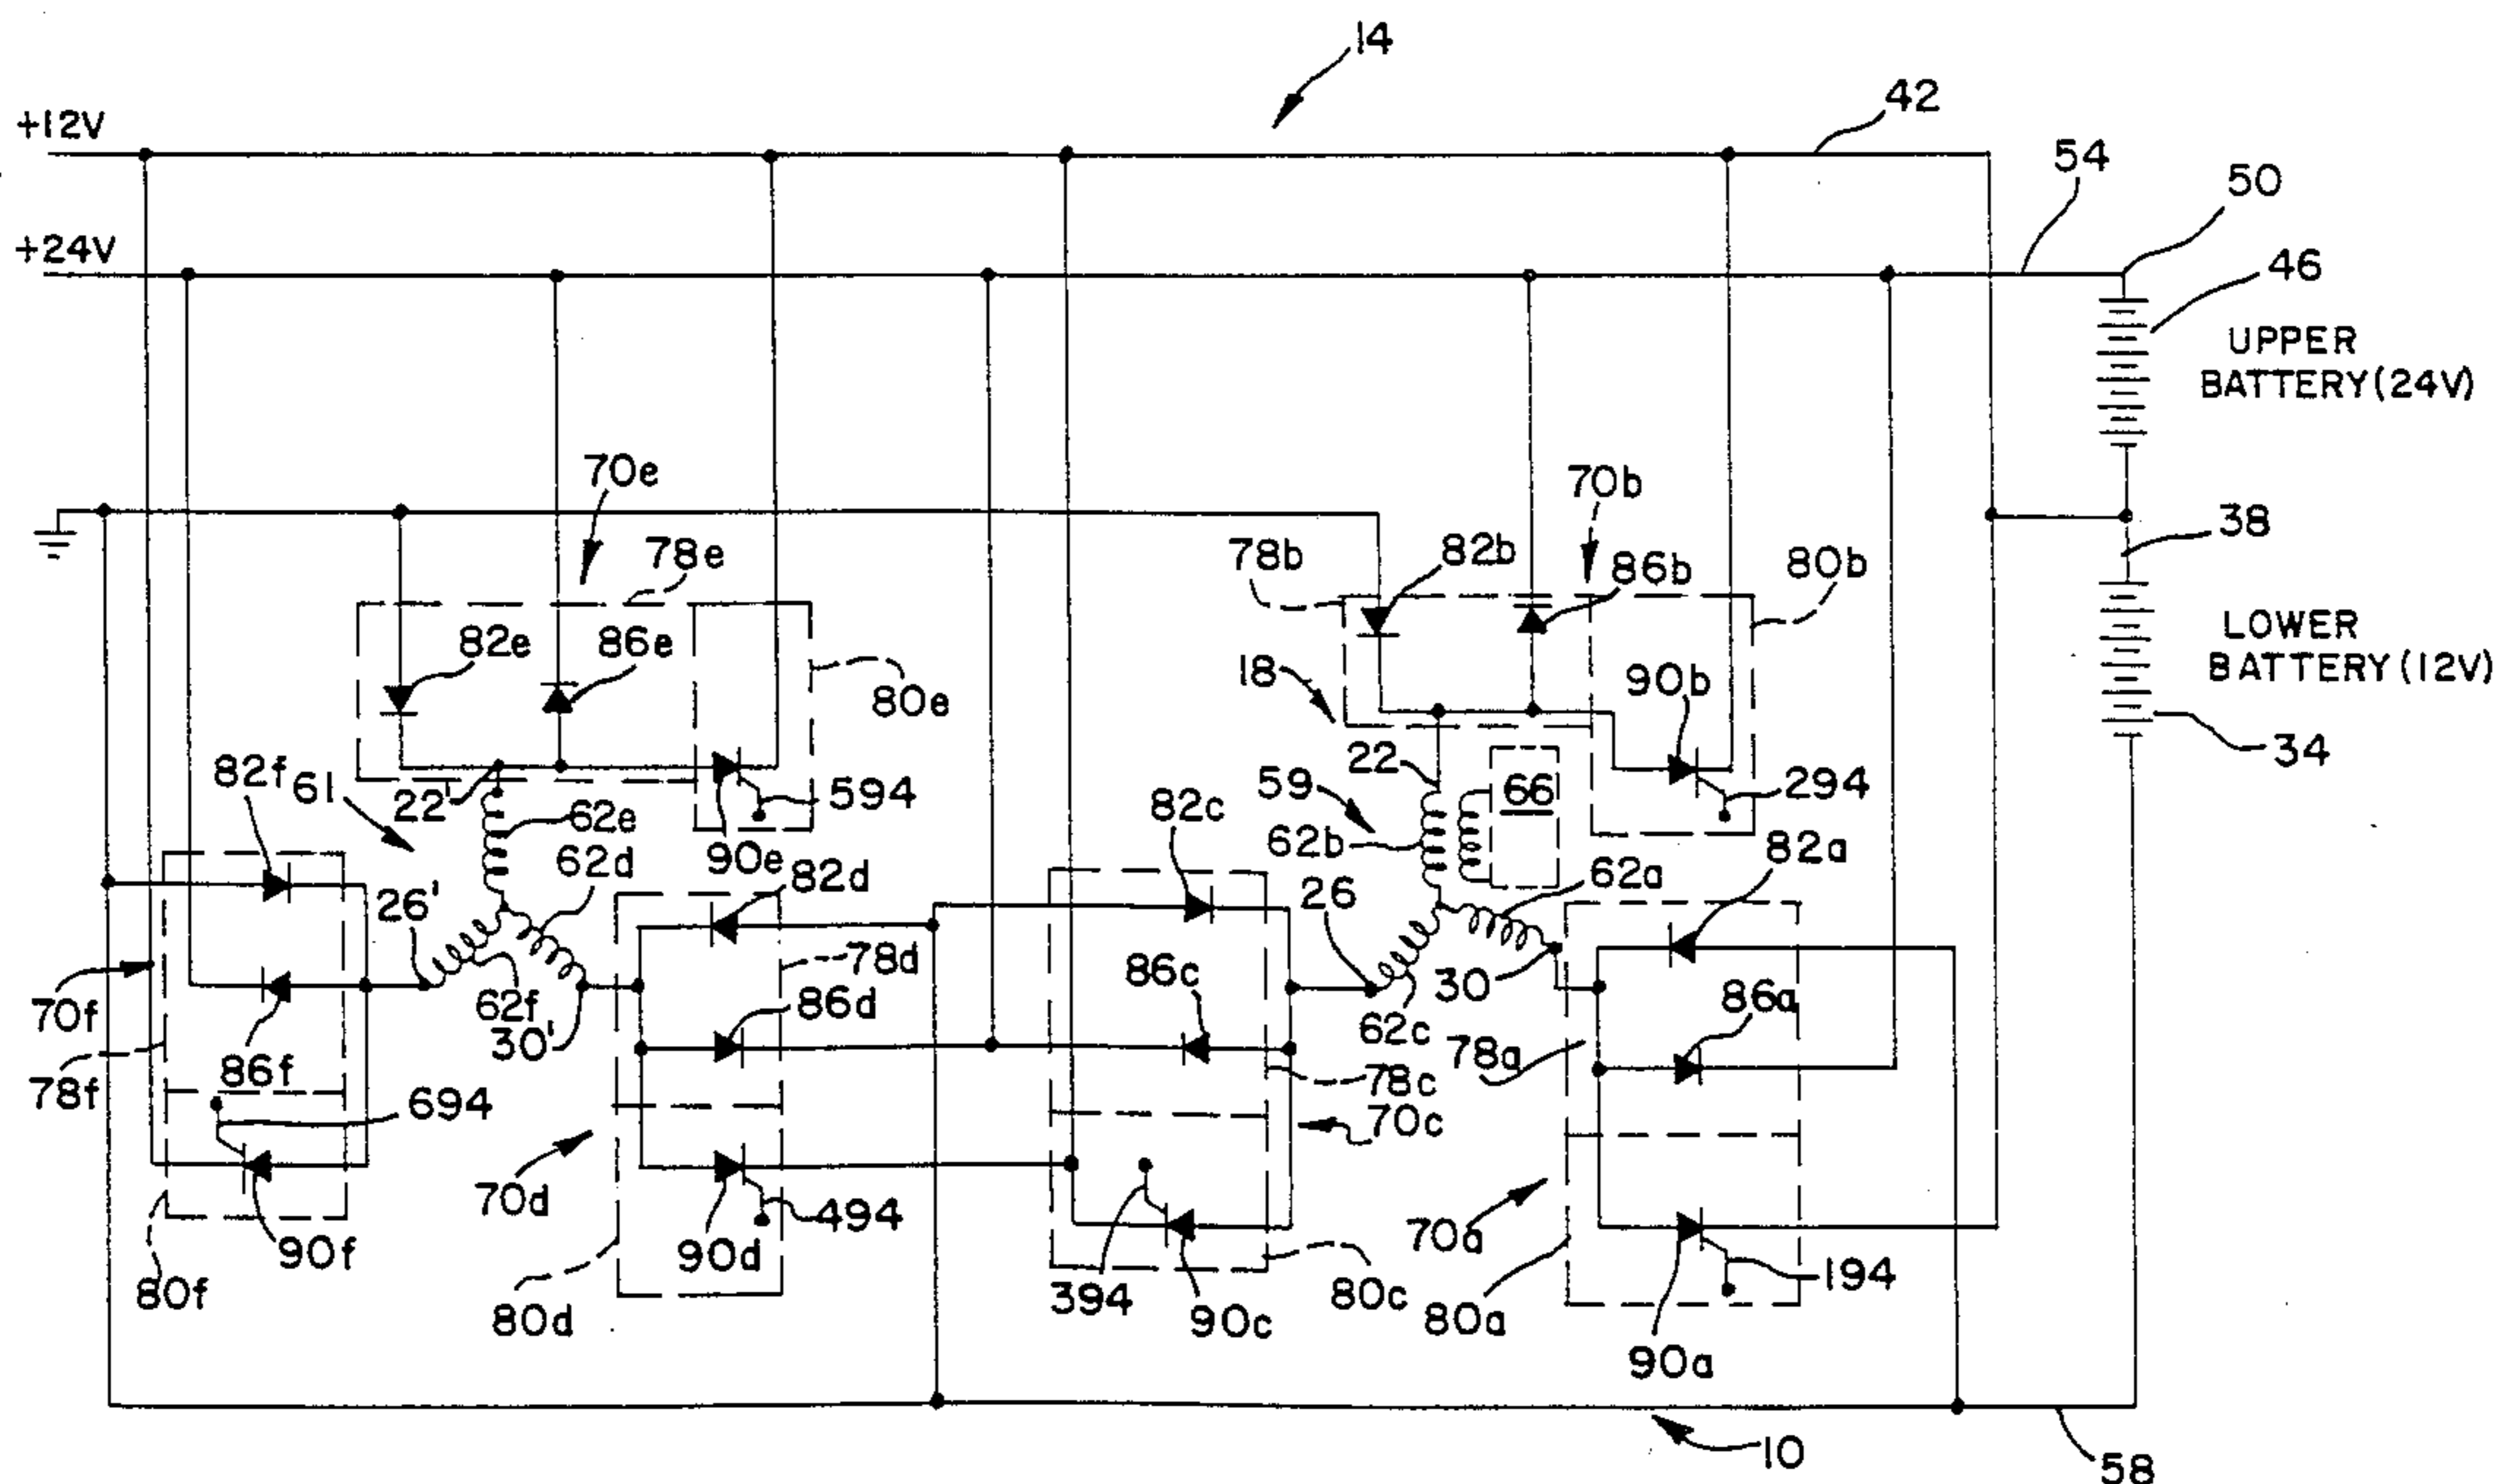 14
42
+12V
54
50
+24V
46
UPPER
BATTERY(24V)
70e
70b
38
78e
78b
82b
86b
80b
LOWER
BATTERY(12V)
82e
86e
18
80e
90b
34
82f
61
22'
594
22
59
66
294
62e
82c
62b
82a
90e
62d
82d
62a
26'
26
78d
86c
30
86a
70f
62f
86d
62c
30'
78a
78f
86f
78c
694
70c
70d
494
70a
90f
90d
194
80f
394
80c
80d
90c
80a
90a
10
58